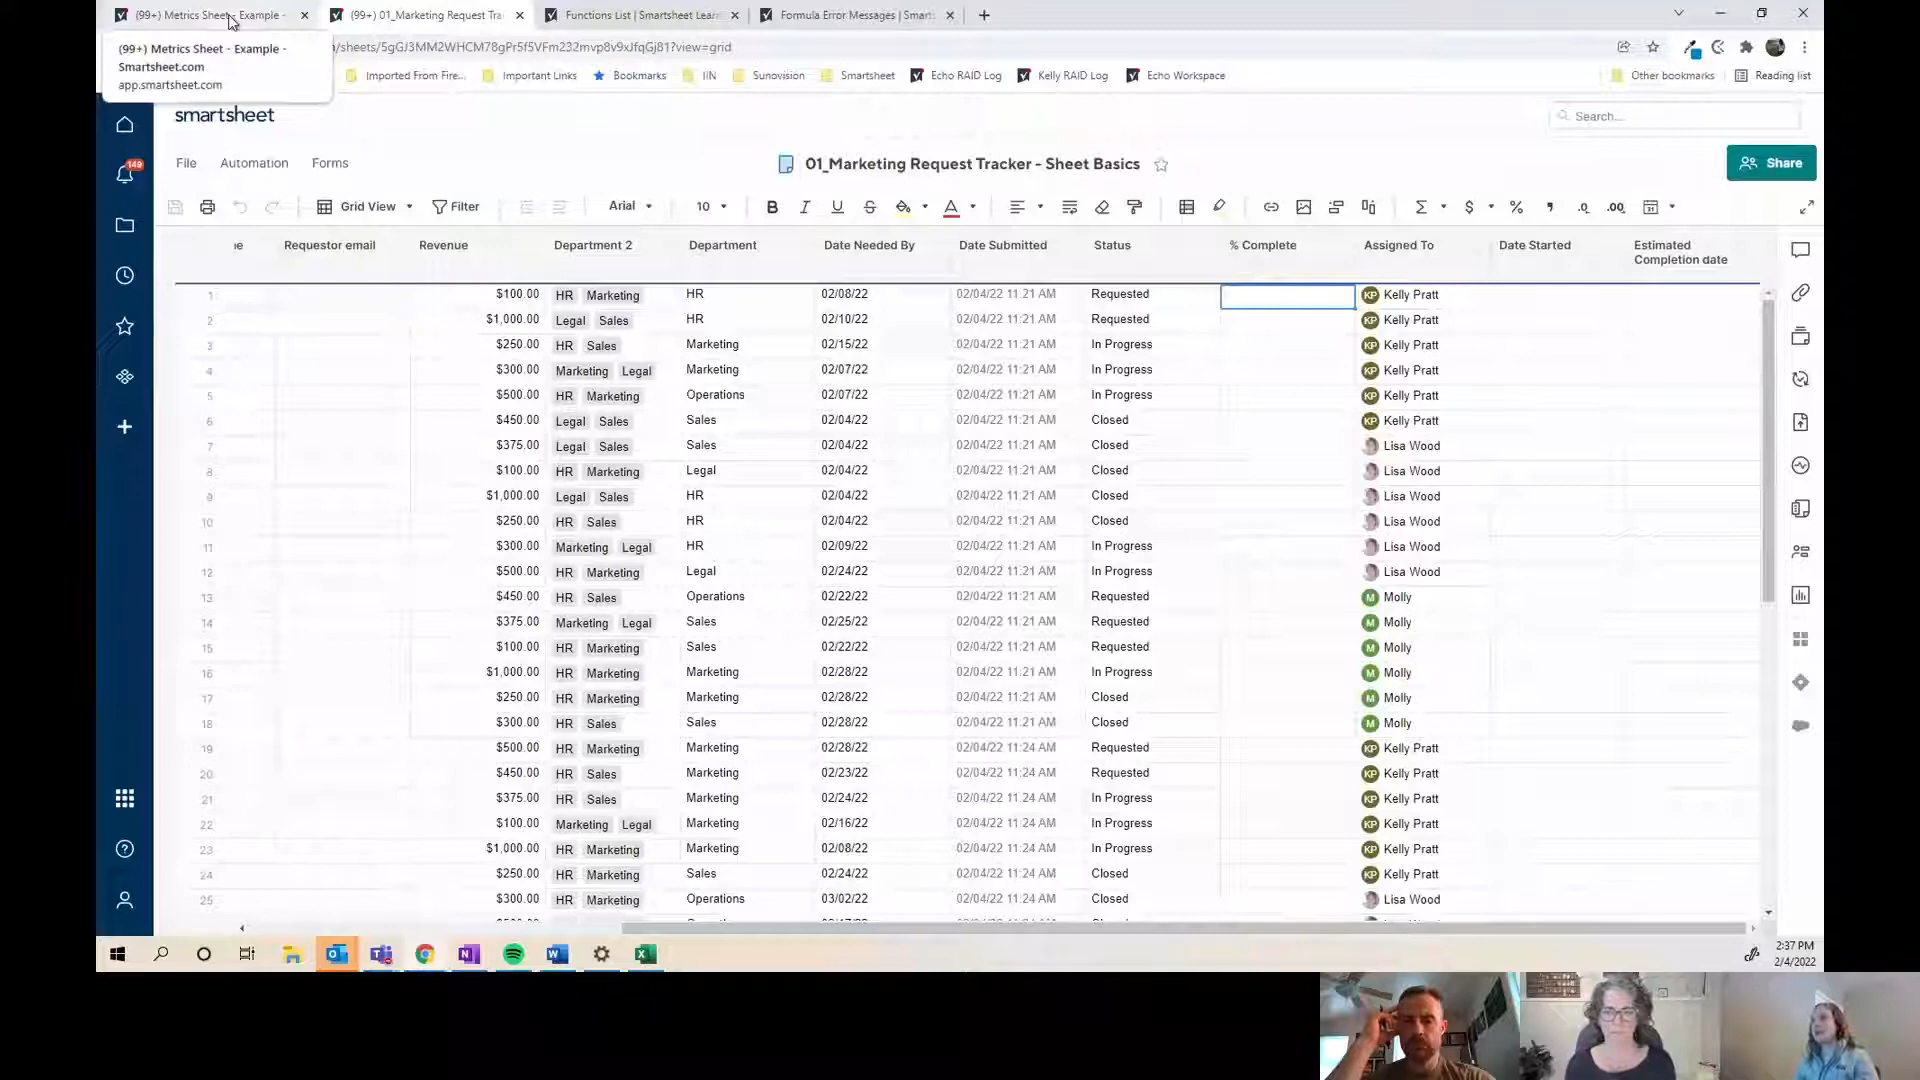 (99+) Metrics Sheet - Example -
(99+) 01_Marketing Request Tra
Functions List | Smartsheet Lear
Formula Error Messages | Smart
(99+) Metrics Sheet - Example -
Smartsheet.com
app.smartsheet.com
/sheets/5gGJ3MM2WHCM78gPr5f5VFm232mvp8v9xJfqGj81?view=grid
Imported From Fire...
Important Links
Bookmarks
IIN
Sunovision
Smartsheet
Echo RAID Log
Kelly RAID Log
Echo Workspace
Other bookmarks
Reading list
smartsheet
Search...
149
File Automation Forms
01_Marketing Request Tracker - Sheet Basics
Share
Grid View Filter Arial 10 B I U S A Σ $ % , .0 .00
e Requestor email Revenue Department 2 Department Date Needed By Date Submitted Status % Complete Assigned To Date Started Estimated Completion date
1 $100.00 HR Marketing HR 02/08/22 02/04/22 11:21 AM Requested KP Kelly Pratt
2 $1,000.00 Legal Sales HR 02/10/22 02/04/22 11:21 AM Requested KP Kelly Pratt
3 $250.00 HR Sales Marketing 02/15/22 02/04/22 11:21 AM In Progress KP Kelly Pratt
4 $300.00 Marketing Legal Marketing 02/07/22 02/04/22 11:21 AM In Progress KP Kelly Pratt
5 $500.00 HR Marketing Operations 02/07/22 02/04/22 11:21 AM In Progress KP Kelly Pratt
6 $450.00 Legal Sales Sales 02/04/22 02/04/22 11:21 AM Closed KP Kelly Pratt
7 $375.00 Legal Sales Sales 02/04/22 02/04/22 11:21 AM Closed Lisa Wood
8 $100.00 HR Marketing Legal 02/04/22 02/04/22 11:21 AM Closed Lisa Wood
9 $1,000.00 Legal Sales HR 02/04/22 02/04/22 11:21 AM Closed Lisa Wood
10 $250.00 HR Sales HR 02/04/22 02/04/22 11:21 AM Closed Lisa Wood
11 $300.00 Marketing Legal HR 02/09/22 02/04/22 11:21 AM In Progress Lisa Wood
12 $500.00 HR Marketing Legal 02/24/22 02/04/22 11:21 AM In Progress Lisa Wood
13 $450.00 HR Sales Operations 02/22/22 02/04/22 11:21 AM Requested M Molly
14 $375.00 Marketing Legal Sales 02/25/22 02/04/22 11:21 AM Requested M Molly
15 $100.00 HR Marketing Sales 02/22/22 02/04/22 11:21 AM Requested M Molly
16 $1,000.00 HR Marketing Marketing 02/28/22 02/04/22 11:21 AM In Progress M Molly
17 $250.00 HR Marketing Marketing 02/28/22 02/04/22 11:21 AM Closed M Molly
18 $300.00 HR Sales Sales 02/28/22 02/04/22 11:21 AM Closed M Molly
19 $500.00 HR Marketing Marketing 02/28/22 02/04/22 11:24 AM Requested KP Kelly Pratt
20 $450.00 HR Sales Marketing 02/23/22 02/04/22 11:24 AM Requested KP Kelly Pratt
21 $375.00 HR Sales Marketing 02/24/22 02/04/22 11:24 AM In Progress KP Kelly Pratt
22 $100.00 Marketing Legal Marketing 02/16/22 02/04/22 11:24 AM In Progress KP Kelly Pratt
23 $1,000.00 HR Marketing Marketing 02/08/22 02/04/22 11:24 AM In Progress KP Kelly Pratt
24 $250.00 HR Marketing Sales 02/24/22 02/04/22 11:24 AM Closed KP Kelly Pratt
25 $300.00 HR Marketing Operations 03/02/22 02/04/22 11:24 AM Closed Lisa Wood
2:37 PM
2/4/2022